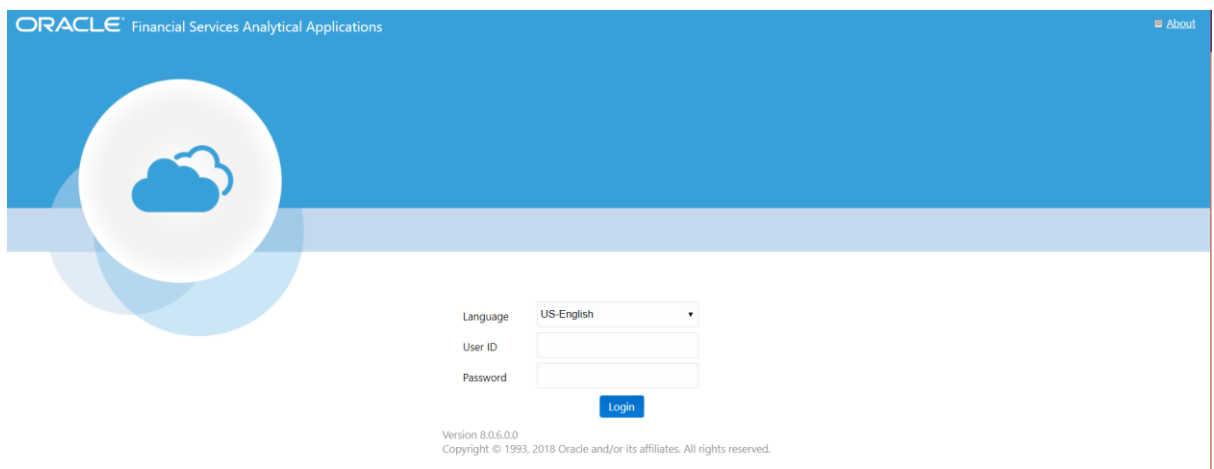 ORACLE® Financial Services Analytical Applications
About
Language US-English
User ID
Password
Login
Version 8.0.6.0.0
Copyright © 1993, 2018 Oracle and/or its affiliates. All rights reserved.